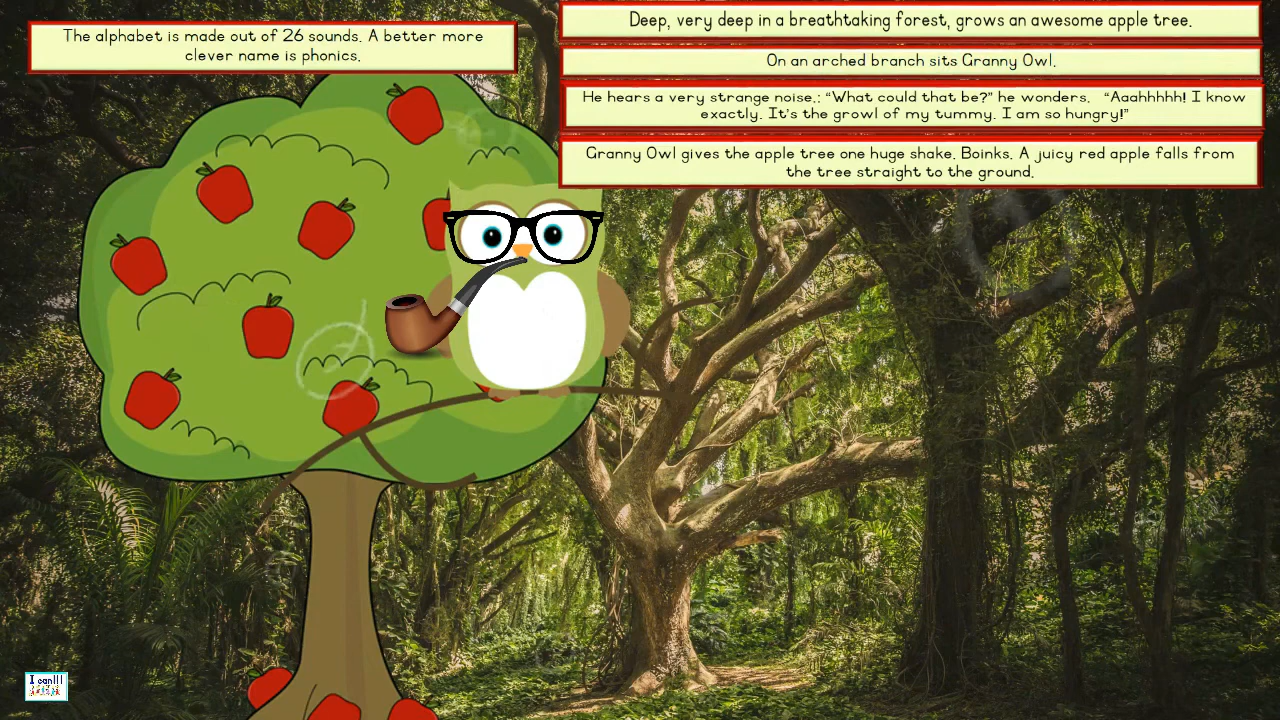 The alphabet is made out of 26 sounds. A better more
clever name is phonics.
Deep, very deep in a breathtaking forest, grows an awesome apple tree.
On an arched branch sits Granny Owl.
He hears a very strange noise.: “What could that be?” he wonders. “Aaahhhhh! I know
exactly. It’s the growl of my tummy. I am so hungry!”
Granny Owl gives the apple tree one huge shake. Boinks. A juicy red apple falls from
the tree straight to the ground.
I can!!!